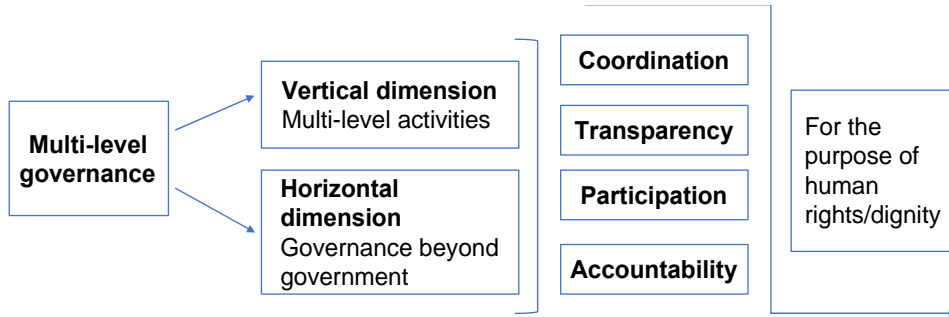 Multi-level
governance
Vertical dimension
Multi-level activities
Horizontal
dimension
Governance beyond
government
Coordination
Transparency
Participation
Accountability
For the
purpose of
human
rights/dignity